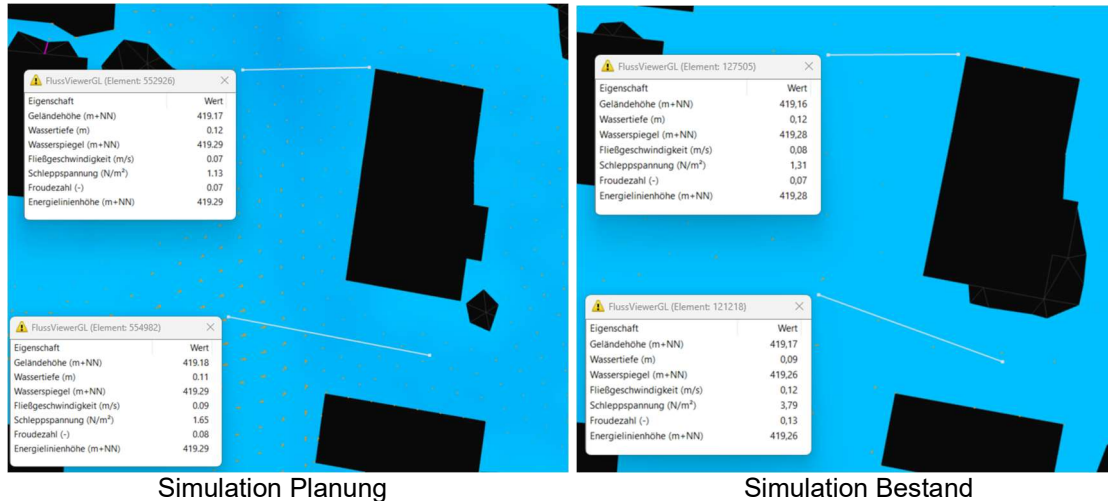 FlussViewerGL (Element: 552926)
Eigenschaft Wert
Geländehöhe (m+NN) 419.17
Wassertiefe (m) 0.12
Wasserspiegel (m+NN) 419.29
Fließgeschwindigkeit (m/s) 0.07
Schleppspannung (N/m²) 1.13
Froudezahl (-) 0.07
Energielinienhöhe (m+NN) 419.29
FlussViewerGL (Element: 554982)
Eigenschaft Wert
Geländehöhe (m+NN) 419.18
Wassertiefe (m) 0.11
Wasserspiegel (m+NN) 419.29
Fließgeschwindigkeit (m/s) 0.09
Schleppspannung (N/m²) 1.65
Froudezahl (-) 0.08
Energielinienhöhe (m+NN) 419.29
Simulation Planung
FlussViewerGL (Element: 127505)
Eigenschaft Wert
Geländehöhe (m+NN) 419,16
Wassertiefe (m) 0,12
Wasserspiegel (m+NN) 419,28
Fließgeschwindigkeit (m/s) 0,08
Schleppspannung (N/m²) 1,31
Froudezahl (-) 0,07
Energielinienhöhe (m+NN) 419,28
FlussViewerGL (Element: 121218)
Eigenschaft Wert
Geländehöhe (m+NN) 419,17
Wassertiefe (m) 0,09
Wasserspiegel (m+NN) 419,26
Fließgeschwindigkeit (m/s) 0,12
Schleppspannung (N/m²) 3,79
Froudezahl (-) 0,13
Energielinienhöhe (m+NN) 419,26
Simulation Bestand